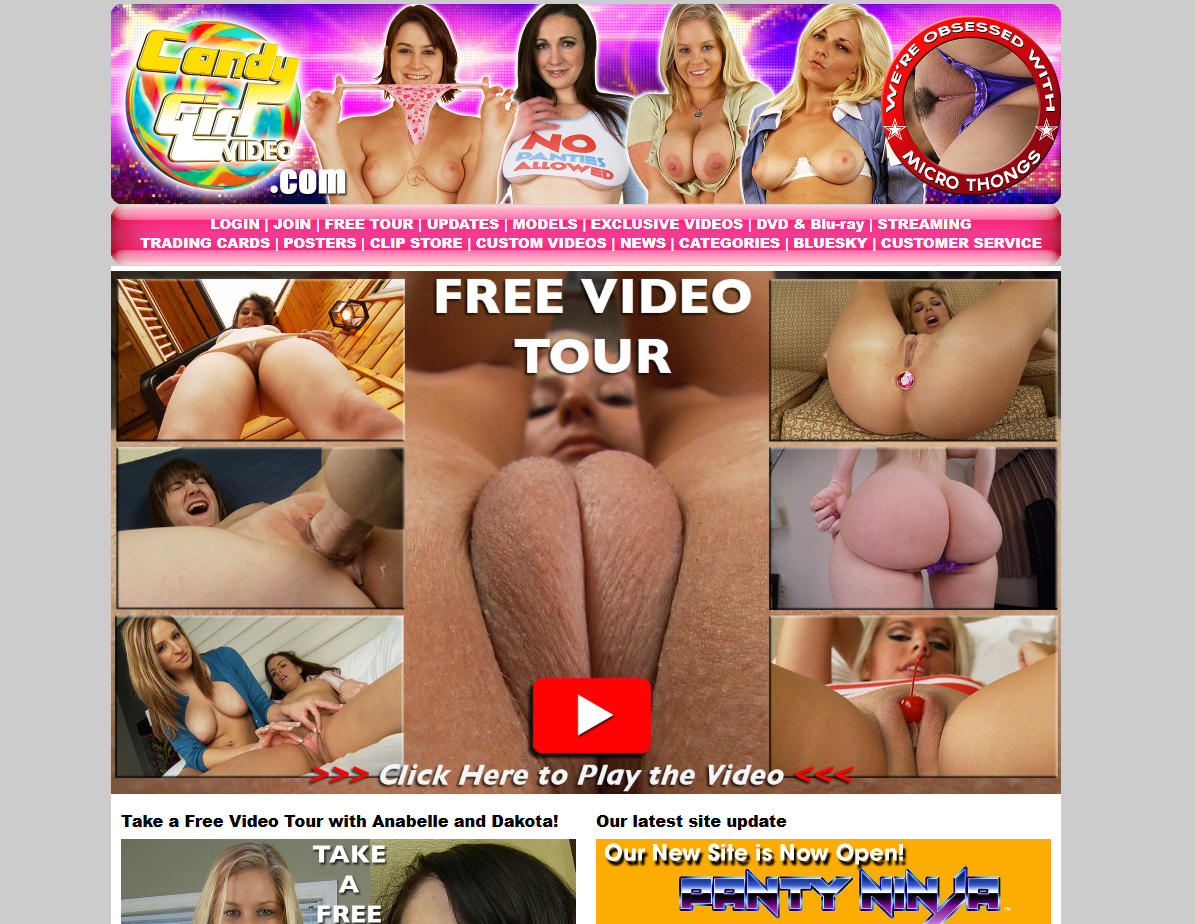 Candy
Girl
VIDEO
.com
NO
PANTIES
ALLOWED
WE'RE OBSESSED WITH
MICRO THONGS
LOGIN | JOIN | FREE TOUR | UPDATES | MODELS | EXCLUSIVE VIDEOS | DVD & Blu-ray | STREAMING
TRADING CARDS | POSTERS | CLIP STORE | CUSTOM VIDEOS | NEWS | CATEGORIES | BLUESKY | CUSTOMER SERVICE
FREE VIDEO
TOUR
>>> Click Here to Play the Video <<<
Take a Free Video Tour with Anabelle and Dakota!
Our latest site update
TAKE
A
FREE
Our New Site is Now Open!
PANTY NINJA™